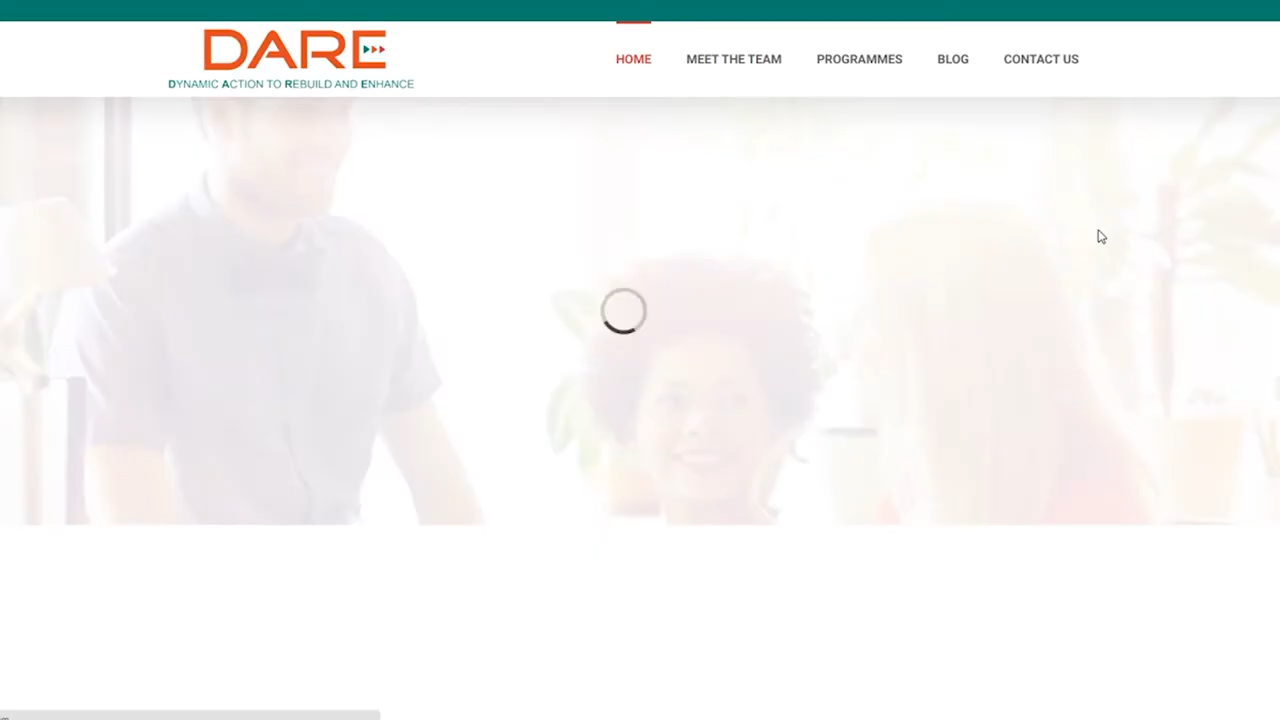 DARE
DYNAMIC ACTION TO REBUILD AND ENHANCE
HOME
MEET THE TEAM
PROGRAMMES
BLOG
CONTACT US